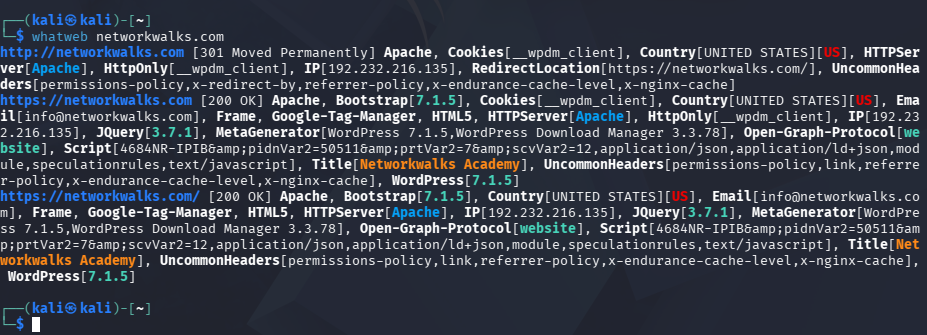 ┌──(kali㉿kali)-[~]
└─$ whatweb networkwalks.com
http://networkwalks.com [301 Moved Permanently] Apache, Cookies[__wpdm_client], Country[UNITED STATES][US], HTTPSer
ver[Apache], HttpOnly[__wpdm_client], IP[192.232.216.135], RedirectLocation[https://networkwalks.com/], UncommonHea
ders[permissions-policy,x-redirect-by,referrer-policy,x-endurance-cache-level,x-nginx-cache]
https://networkwalks.com [200 OK] Apache, Bootstrap[7.1.5], Cookies[__wpdm_client], Country[UNITED STATES][US], Ema
il[info@networkwalks.com], Frame, Google-Tag-Manager, HTML5, HTTPServer[Apache], HttpOnly[__wpdm_client], IP[192.23
2.216.135], JQuery[3.7.1], MetaGenerator[WordPress 7.1.5,WordPress Download Manager 3.3.78], Open-Graph-Protocol[we
bsite], Script[4684NR-IPIB&amp;pidnVar2=50511&amp;prtVar2=7&amp;scvVar2=12,application/json,application/ld+json,mod
ule,speculationrules,text/javascript], Title[Networkwalks Academy], UncommonHeaders[permissions-policy,link,referre
r-policy,x-endurance-cache-level,x-nginx-cache], WordPress[7.1.5]
https://networkwalks.com/ [200 OK] Apache, Bootstrap[7.1.5], Country[UNITED STATES][US], Email[info@networkwalks.co
m], Frame, Google-Tag-Manager, HTML5, HTTPServer[Apache], IP[192.232.216.135], JQuery[3.7.1], MetaGenerator[WordPre
ss 7.1.5,WordPress Download Manager 3.3.78], Open-Graph-Protocol[website], Script[4684NR-IPIB&amp;pidnVar2=50511&am
p;prtVar2=7&amp;scvVar2=12,application/json,application/ld+json,module,speculationrules,text/javascript], Title[Net
workwalks Academy], UncommonHeaders[permissions-policy,link,referrer-policy,x-endurance-cache-level,x-nginx-cache],
WordPress[7.1.5]
┌──(kali㉿kali)-[~]
└─$